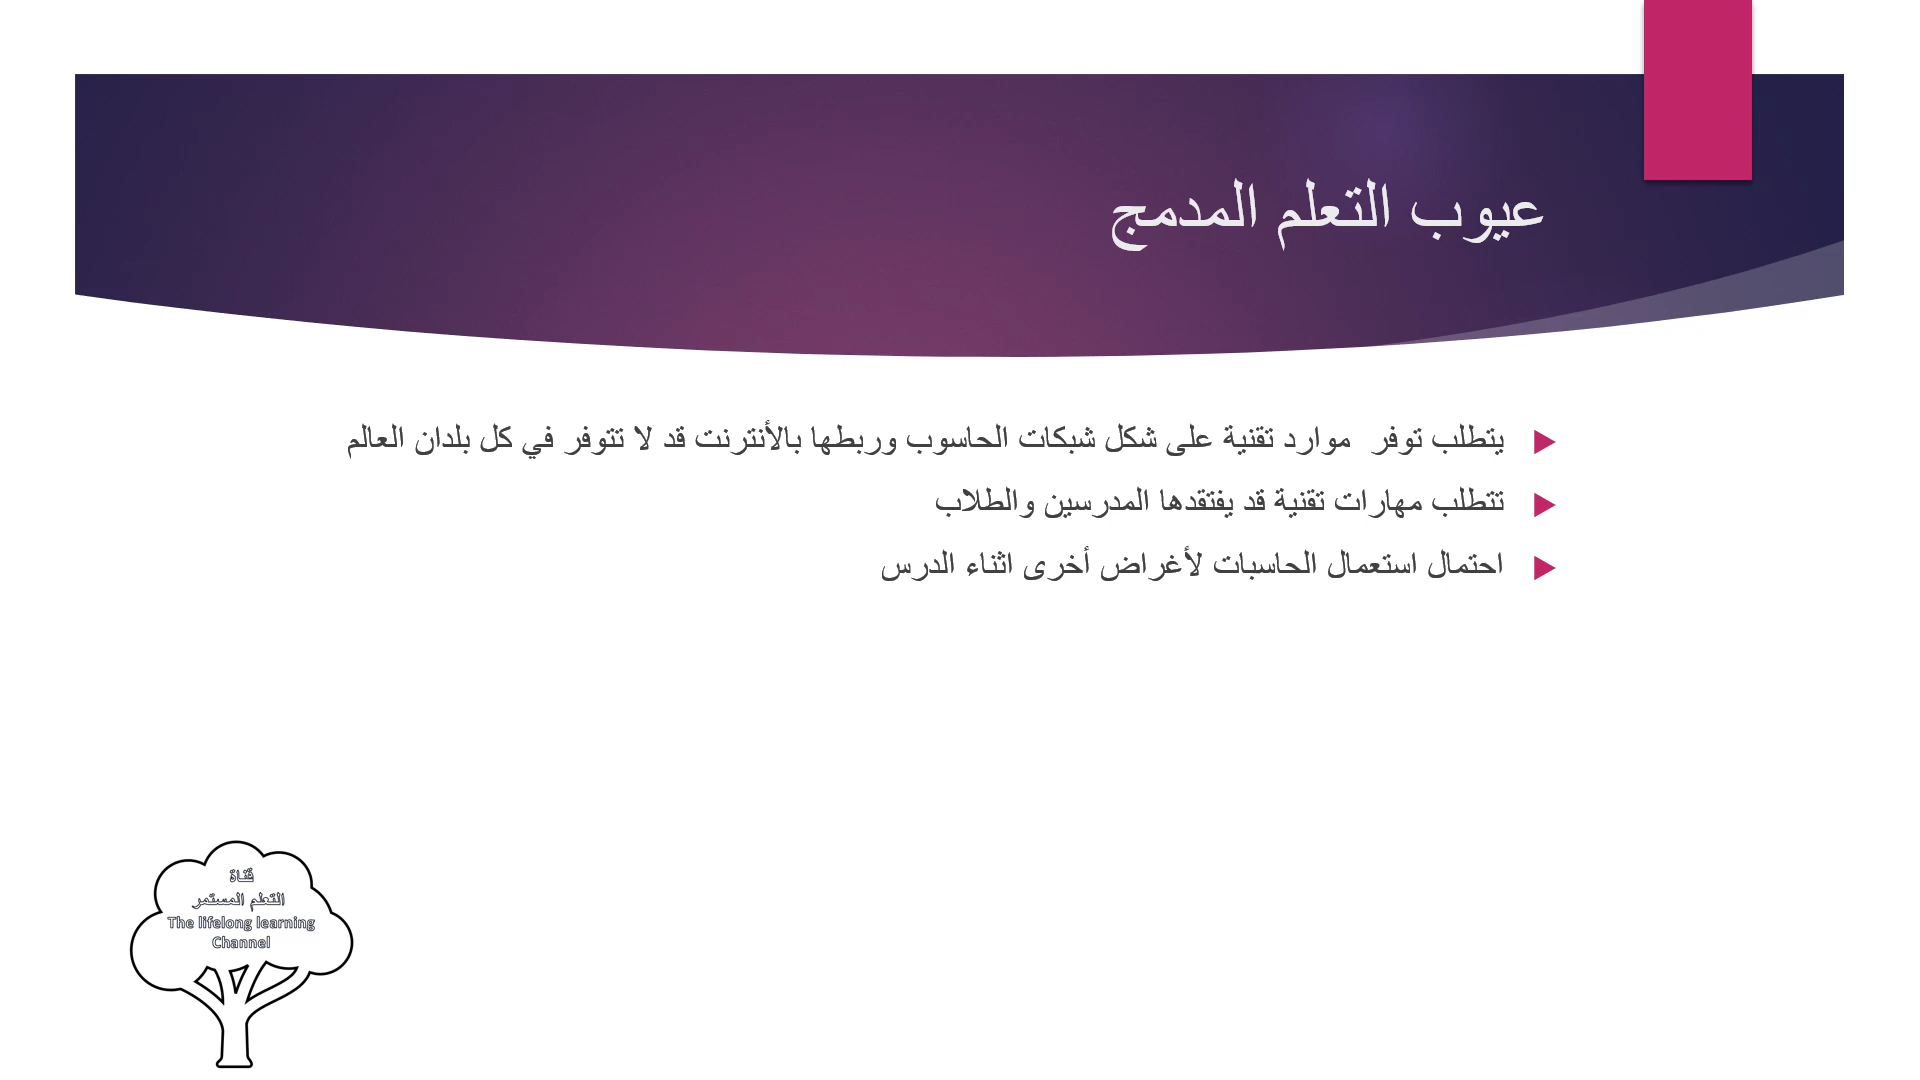 عيوب التعلم المدمج
يتطلب توفر  موارد تقنية على شكل شبكات الحاسوب وربطها بالأنترنت قد لا تتوفر في كل بلدان العالم
تتطلب مهارات تقنية قد يفتقدها المدرسين والطلاب
احتمال استعمال الحاسبات لأغراض أخرى اثناء الدرس
قناة
التعلم المستمر
The lifelong learning
Channel